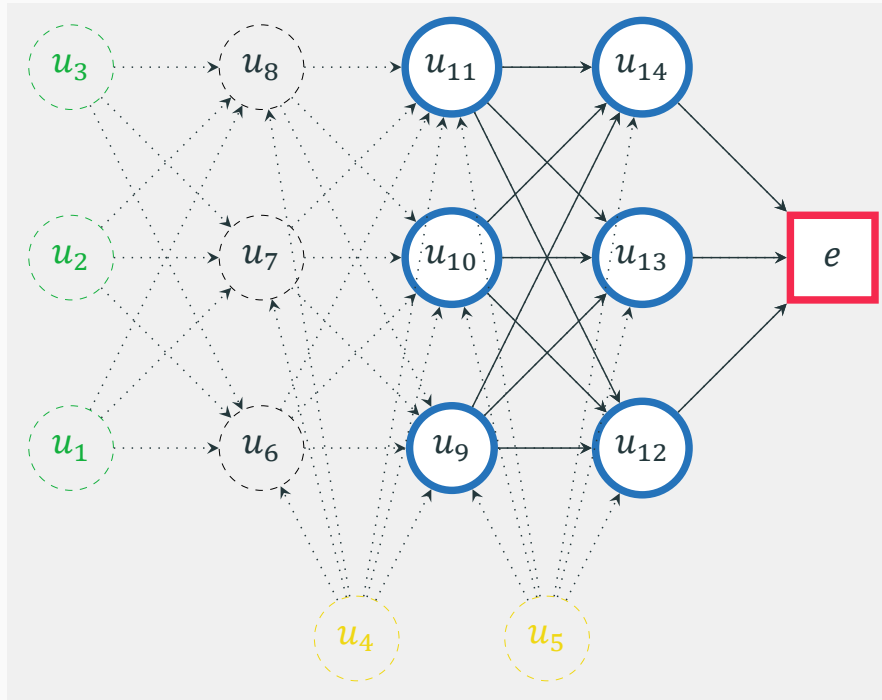 u₃ u₈ u₁₁ u₁₄
u₂ u₇ u₁₀ u₁₃ e
u₁ u₆ u₉ u₁₂
u₄ u₅